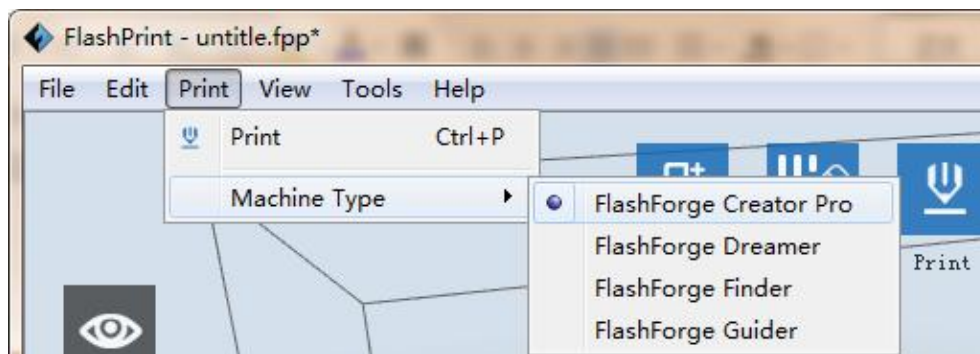 FlashPrint - untitle.fpp*
File Edit Print View Tools Help
Print Ctrl+P
Machine Type
FlashForge Creator Pro
FlashForge Dreamer
FlashForge Finder
FlashForge Guider
Print